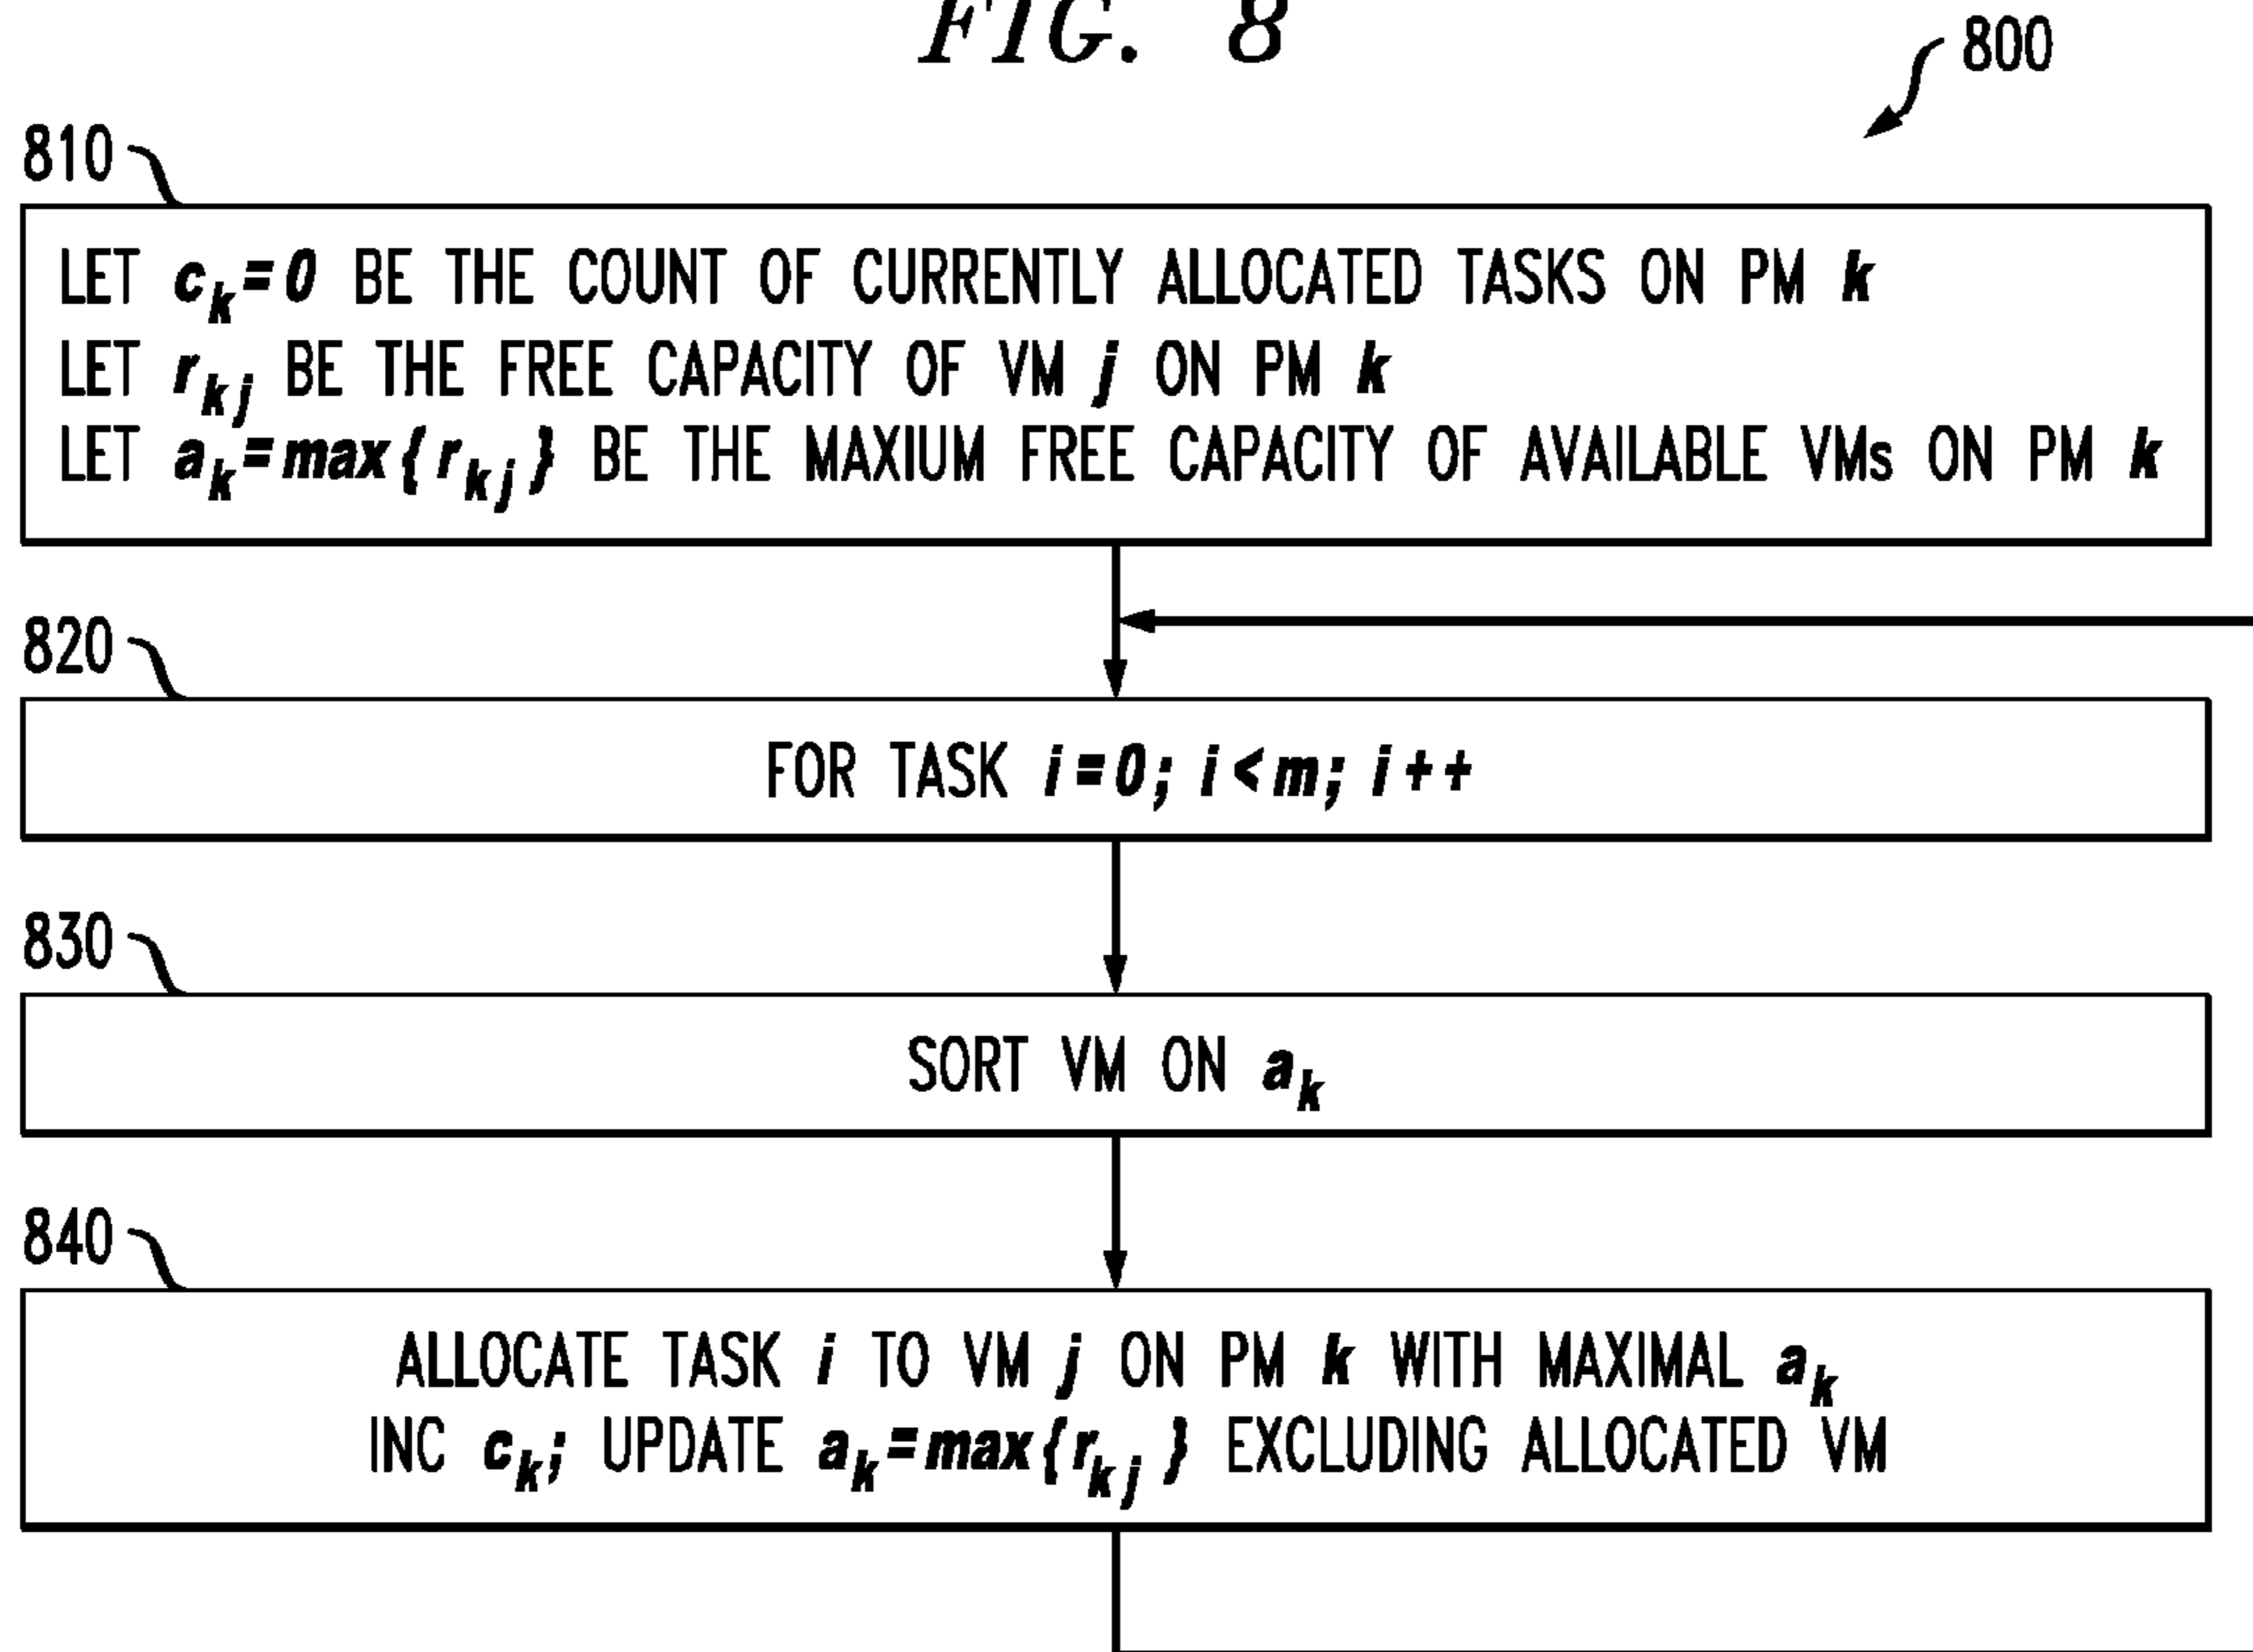 FIG. 8
800
810
LET c_k=0 BE THE COUNT OF CURRENTLY ALLOCATED TASKS ON PM k
LET r_kj BE THE FREE CAPACITY OF VM j ON PM k
LET a_k=max{r_kj} BE THE MAXIUM FREE CAPACITY OF AVAILABLE VMs ON PM k
820
FOR TASK i=0; i<m; i++
830
SORT VM ON a_k
840
ALLOCATE TASK i TO VM j ON PM k WITH MAXIMAL a_k
INC c_k; UPDATE a_k=max{r_kj} EXCLUDING ALLOCATED VM